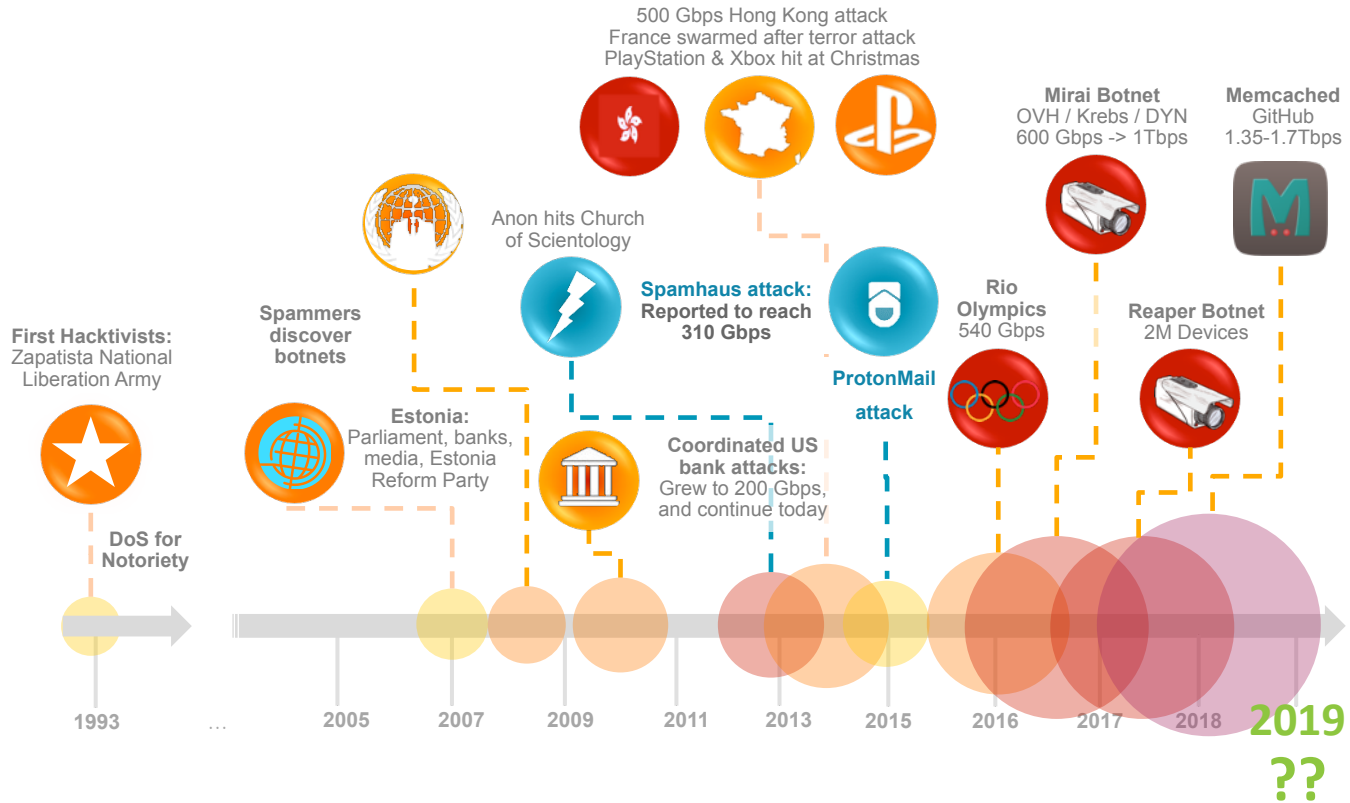 500 Gbps Hong Kong attack
France swarmed after terror attack
PlayStation & Xbox hit at Christmas
Mirai Botnet
OVH / Krebs / DYN
600 Gbps -> 1Tbps
Memcached
GitHub
1.35-1.7Tbps
Anon hits Church
of Scientology
Spamhaus attack:
Reported to reach
310 Gbps
Rio
Olympics
540 Gbps
Reaper Botnet
2M Devices
Spammers
discover
botnets
First Hacktivists:
Zapatista National
Liberation Army
ProtonMail
attack
Estonia:
Parliament, banks,
media, Estonia
Reform Party
Coordinated US
bank attacks:
Grew to 200 Gbps,
and continue today
DoS for
Notoriety
1993
...
2005
2007
2009
2011
2013
2015
2016
2017
2018
2019
??